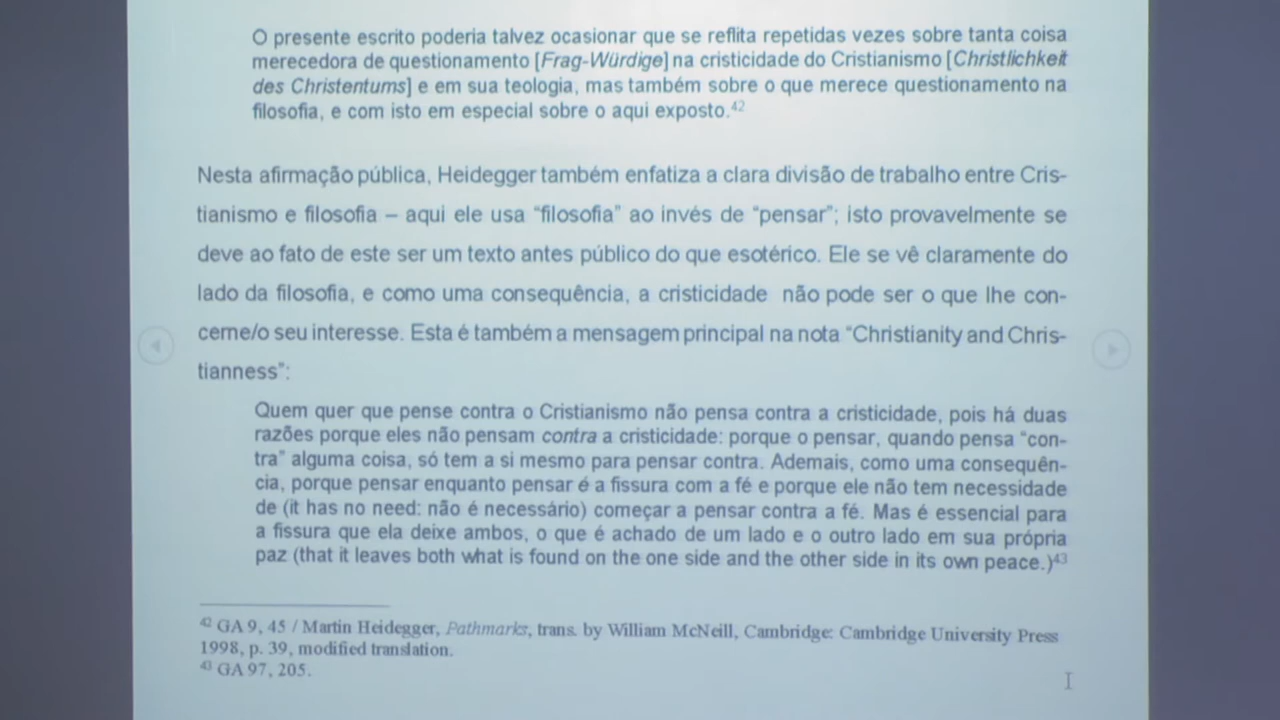 O presente escrito poderia talvez ocasionar que se reflita repetidas vezes sobre tanta coisa
merecedora de questionamento [Frag-Würdige] na cristicidade do Cristianismo [Christlichkeit
des Christentums] e em sua teologia, mas também sobre o que merece questionamento na
filosofia, e com isto em especial sobre o aqui exposto.42
Nesta afirmação pública, Heidegger também enfatiza a clara divisão de trabalho entre Cris-
tianismo e filosofia – aqui ele usa “filosofia” ao invés de “pensar”; isto provavelmente se
deve ao fato de este ser um texto antes público do que esotérico. Ele se vê claramente do
lado da filosofia, e como uma consequência, a cristicidade não pode ser o que lhe con-
cerne/o seu interesse. Esta é também a mensagem principal na nota “Christianity and Chris-
tianness”:
Quem quer que pense contra o Cristianismo não pensa contra a cristicidade, pois há duas
razões porque eles não pensam contra a cristicidade: porque o pensar, quando pensa “con-
tra” alguma coisa, só tem a si mesmo para pensar contra. Ademais, como uma consequên-
cia, porque pensar enquanto pensar é a fissura com a fé e porque ele não tem necessidade
de (it has no need: não é necessário) começar a pensar contra a fé. Mas é essencial para
a fissura que ela deixe ambos, o que é achado de um lado e o outro lado em sua própria
paz (that it leaves both what is found on the one side and the other side in its own peace.)43
42 GA 9, 45 / Martin Heidegger, Pathmarks, trans. by William McNeill, Cambridge: Cambridge University Press
1998, p. 39, modified translation.
43 GA 97, 205.